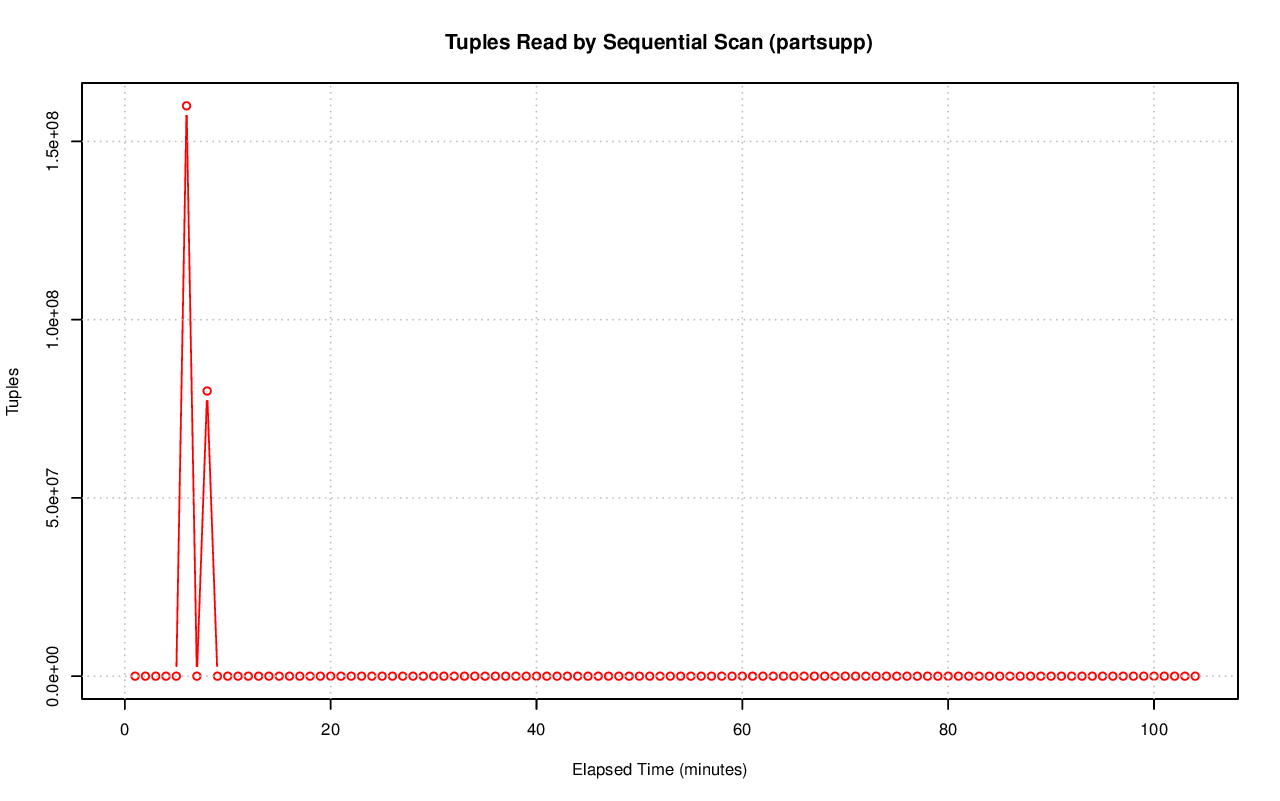 Tuples Read by Sequential Scan (partsupp)
1.5e+08
1.0e+08
5.0e+07
0.0e+00
Tuples
0 20 40 60 80 100
Elapsed Time (minutes)